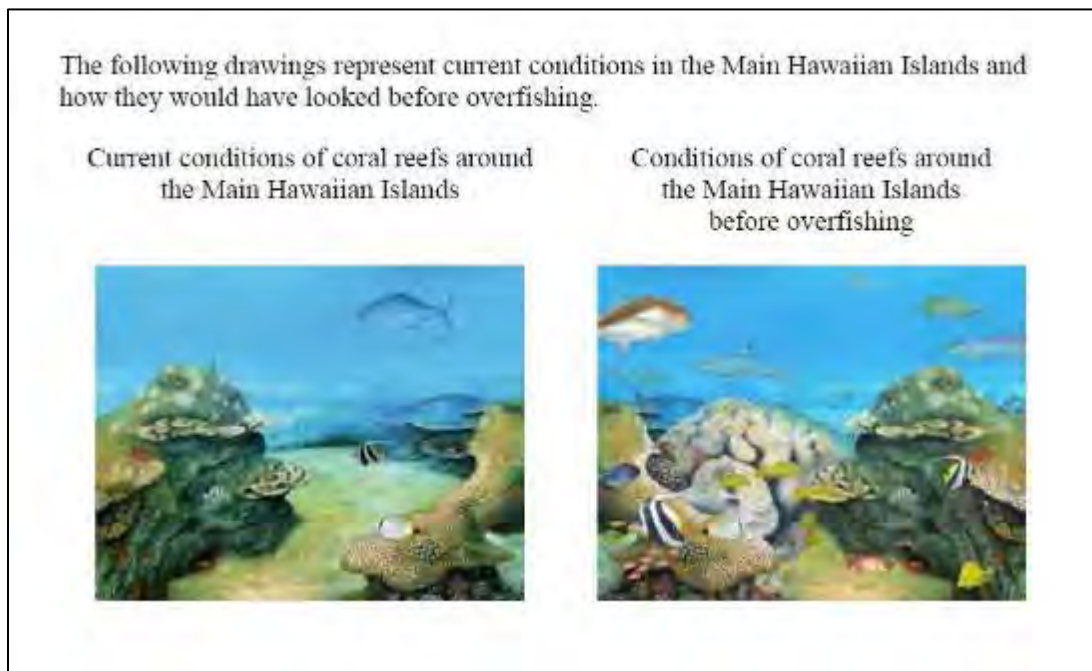 The following drawings represent current conditions in the Main Hawaiian Islands and
how they would have looked before overfishing.
Current conditions of coral reefs around
the Main Hawaiian Islands
Conditions of coral reefs around
the Main Hawaiian Islands
before overfishing